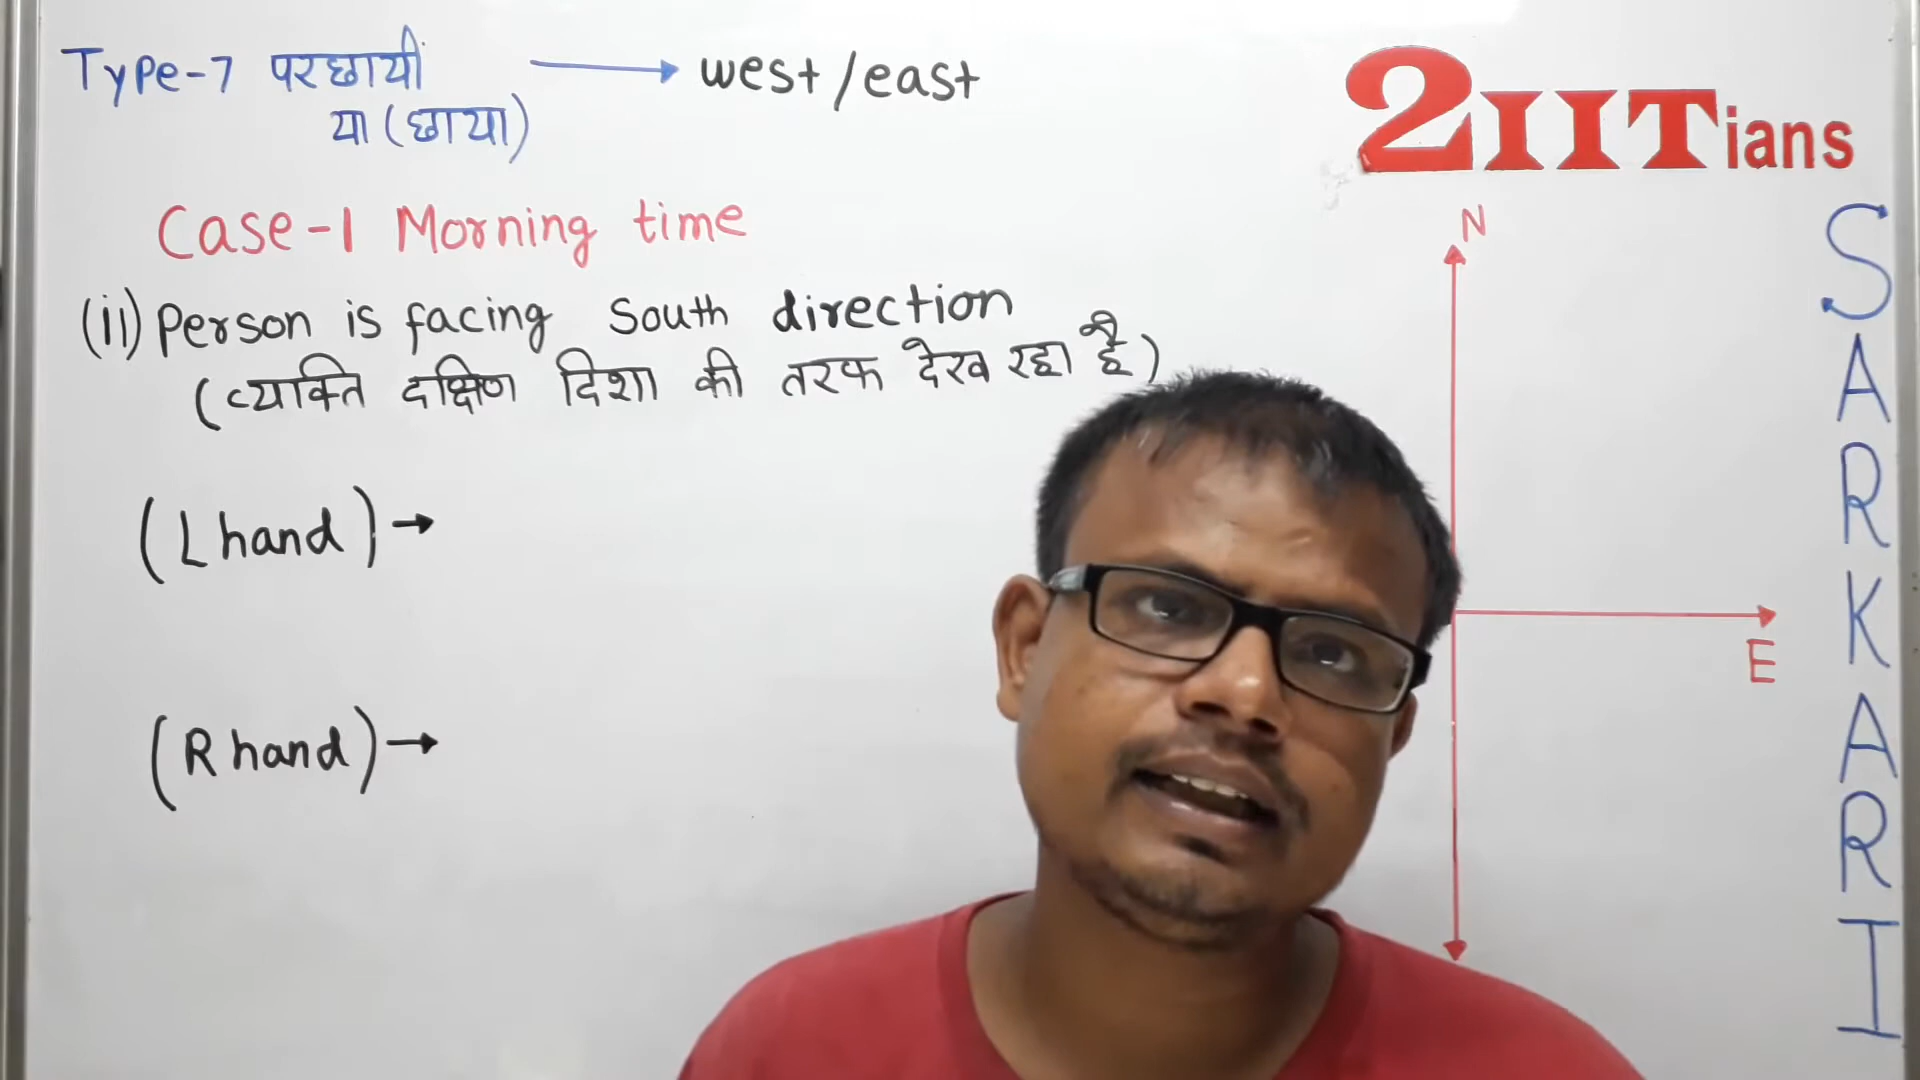 Type-7 परछायी → west/east
या (छाया)
2IITians
Case-1 Morning time
(ii) Person is facing south direction
(व्यक्ति दक्षिण दिशा की तरफ देख रहा है)
(L hand) →
(R hand) →
N
E
SARKARI